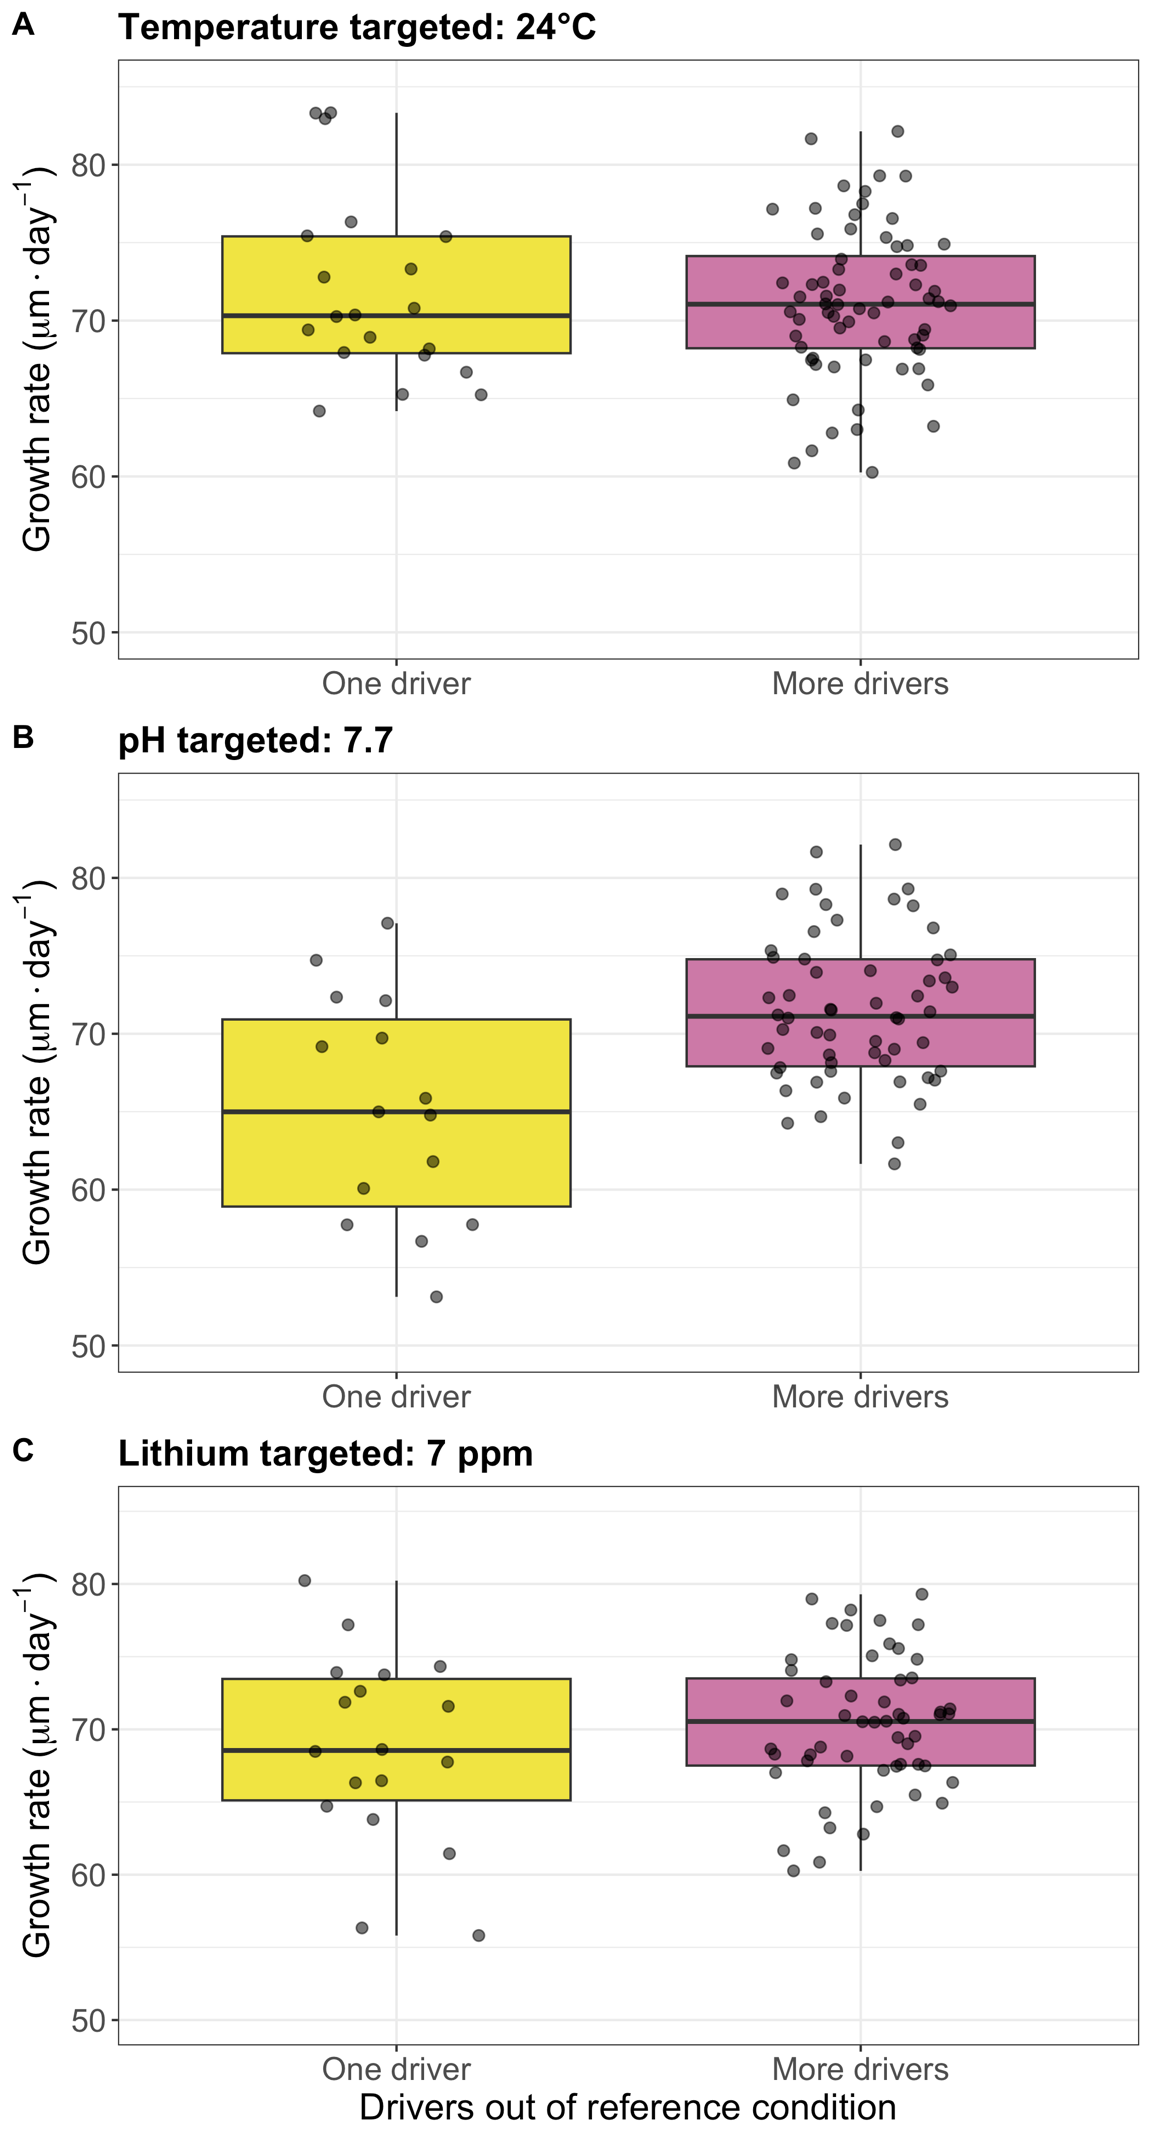 A Temperature targeted: 24°C
Growth rate (μm · day⁻¹)
80
70
60
50
One driver More drivers
B pH targeted: 7.7
Growth rate (μm · day⁻¹)
80
70
60
50
One driver More drivers
C Lithium targeted: 7 ppm
Growth rate (μm · day⁻¹)
80
70
60
50
One driver More drivers
Drivers out of reference condition